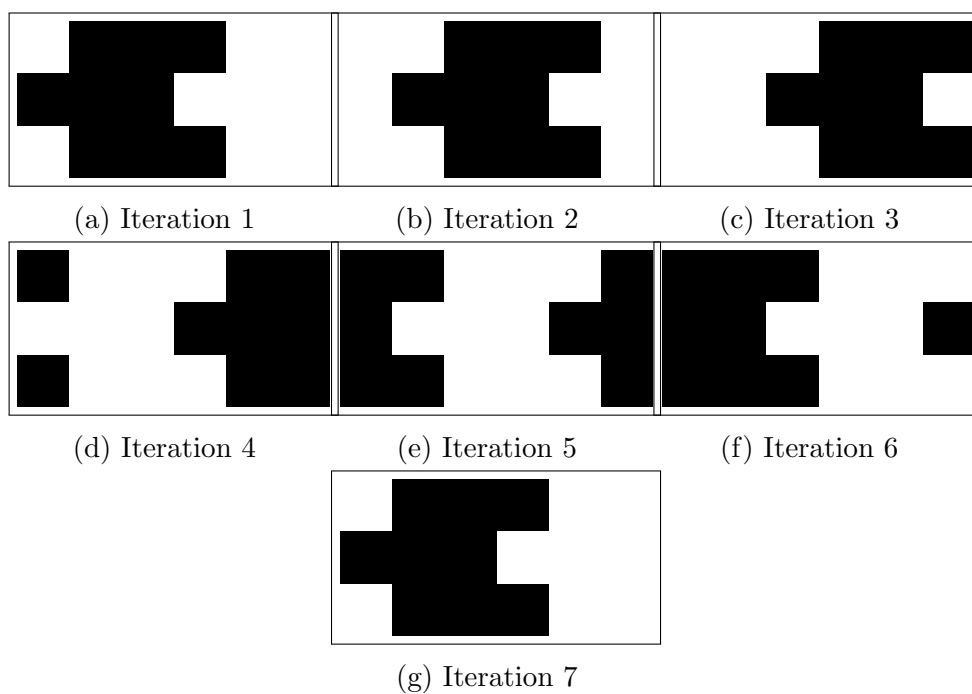 (a) Iteration 1
(b) Iteration 2
(c) Iteration 3
(d) Iteration 4
(e) Iteration 5
(f) Iteration 6
(g) Iteration 7